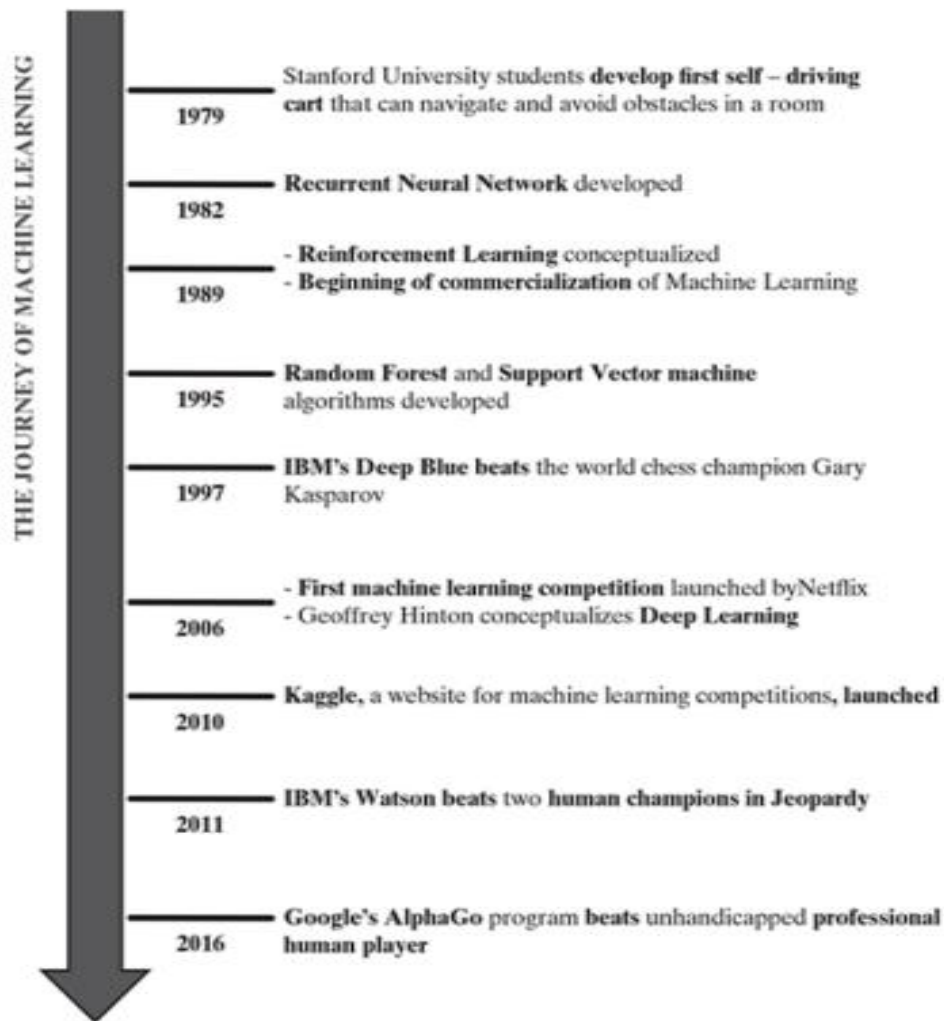 THE JOURNEY OF MACHINE LEARNING
Stanford University students develop first self – driving
cart that can navigate and avoid obstacles in a room
1979
Recurrent Neural Network developed
1982
- Reinforcement Learning conceptualized
- Beginning of commercialization of Machine Learning
1989
Random Forest and Support Vector machine
algorithms developed
1995
IBM's Deep Blue beats the world chess champion Gary
Kasparov
1997
- First machine learning competition launched byNetflix
- Geoffrey Hinton conceptualizes Deep Learning
2006
Kaggle, a website for machine learning competitions, launched
2010
IBM's Watson beats two human champions in Jeopardy
2011
Google's AlphaGo program beats unhandicapped professional
human player
2016